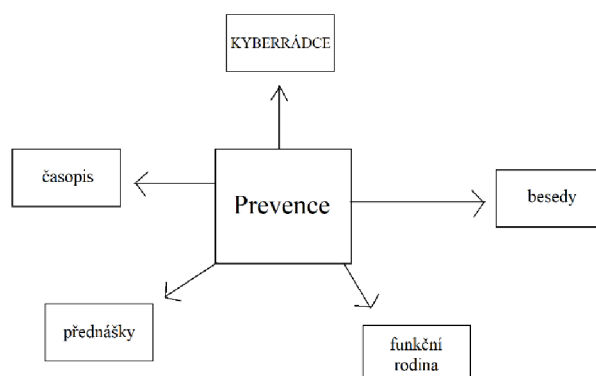 KYBERRÁDCE
časopis
Prevence
besedy
přednášky
funkční
rodina